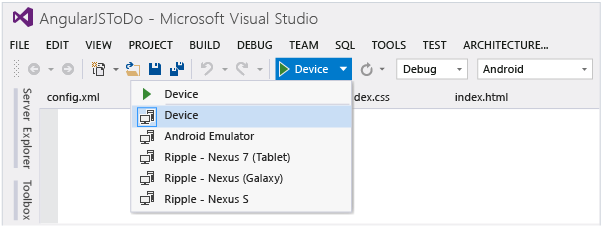 AngularJSToDo - Microsoft Visual Studio
FILE EDIT VIEW PROJECT BUILD DEBUG TEAM SQL TOOLS TESTS ARCHITECTURE...
Device Debug Android
config.xml dex.css index.html
Device
Device
Android Emulator
Ripple - Nexus 7 (Tablet)
Ripple - Nexus (Galaxy)
Ripple - Nexus S
Server Explorer
Toolbox